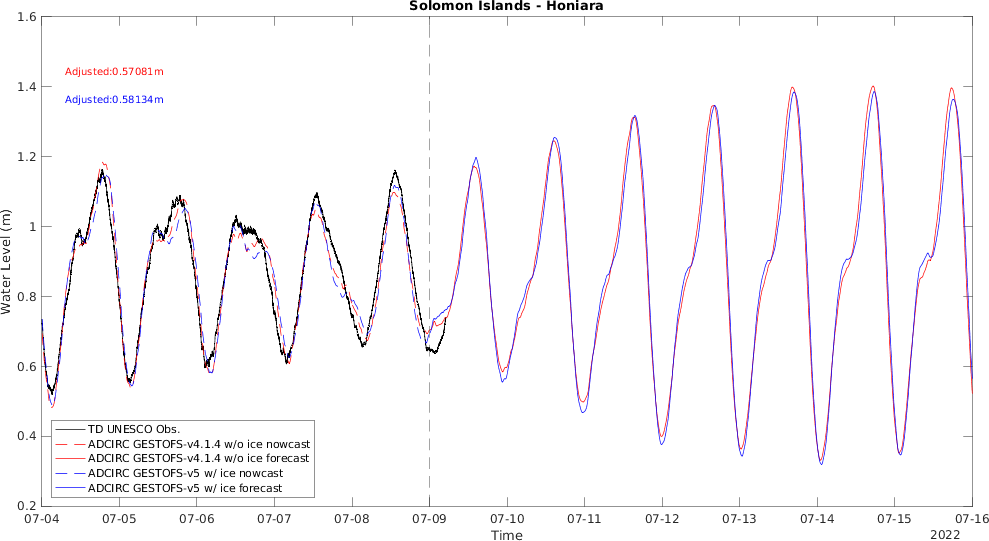 Solomon Islands - Honiara
1.6
1.4
1.2
1
0.8
0.6
0.4
0.2
Water Level (m)
Adjusted:0.57081m
Adjusted:0.58134m
TD UNESCO Obs.
ADCIRC GESTOFS-v4.1.4 w/o ice nowcast
ADCIRC GESTOFS-v4.1.4 w/o ice forecast
ADCIRC GESTOFS-v5 w/ ice nowcast
ADCIRC GESTOFS-v5 w/ ice forecast
07-04 07-05 07-06 07-07 07-08 07-09 07-10 07-11 07-12 07-13 07-14 07-15 07-16
Time
2022